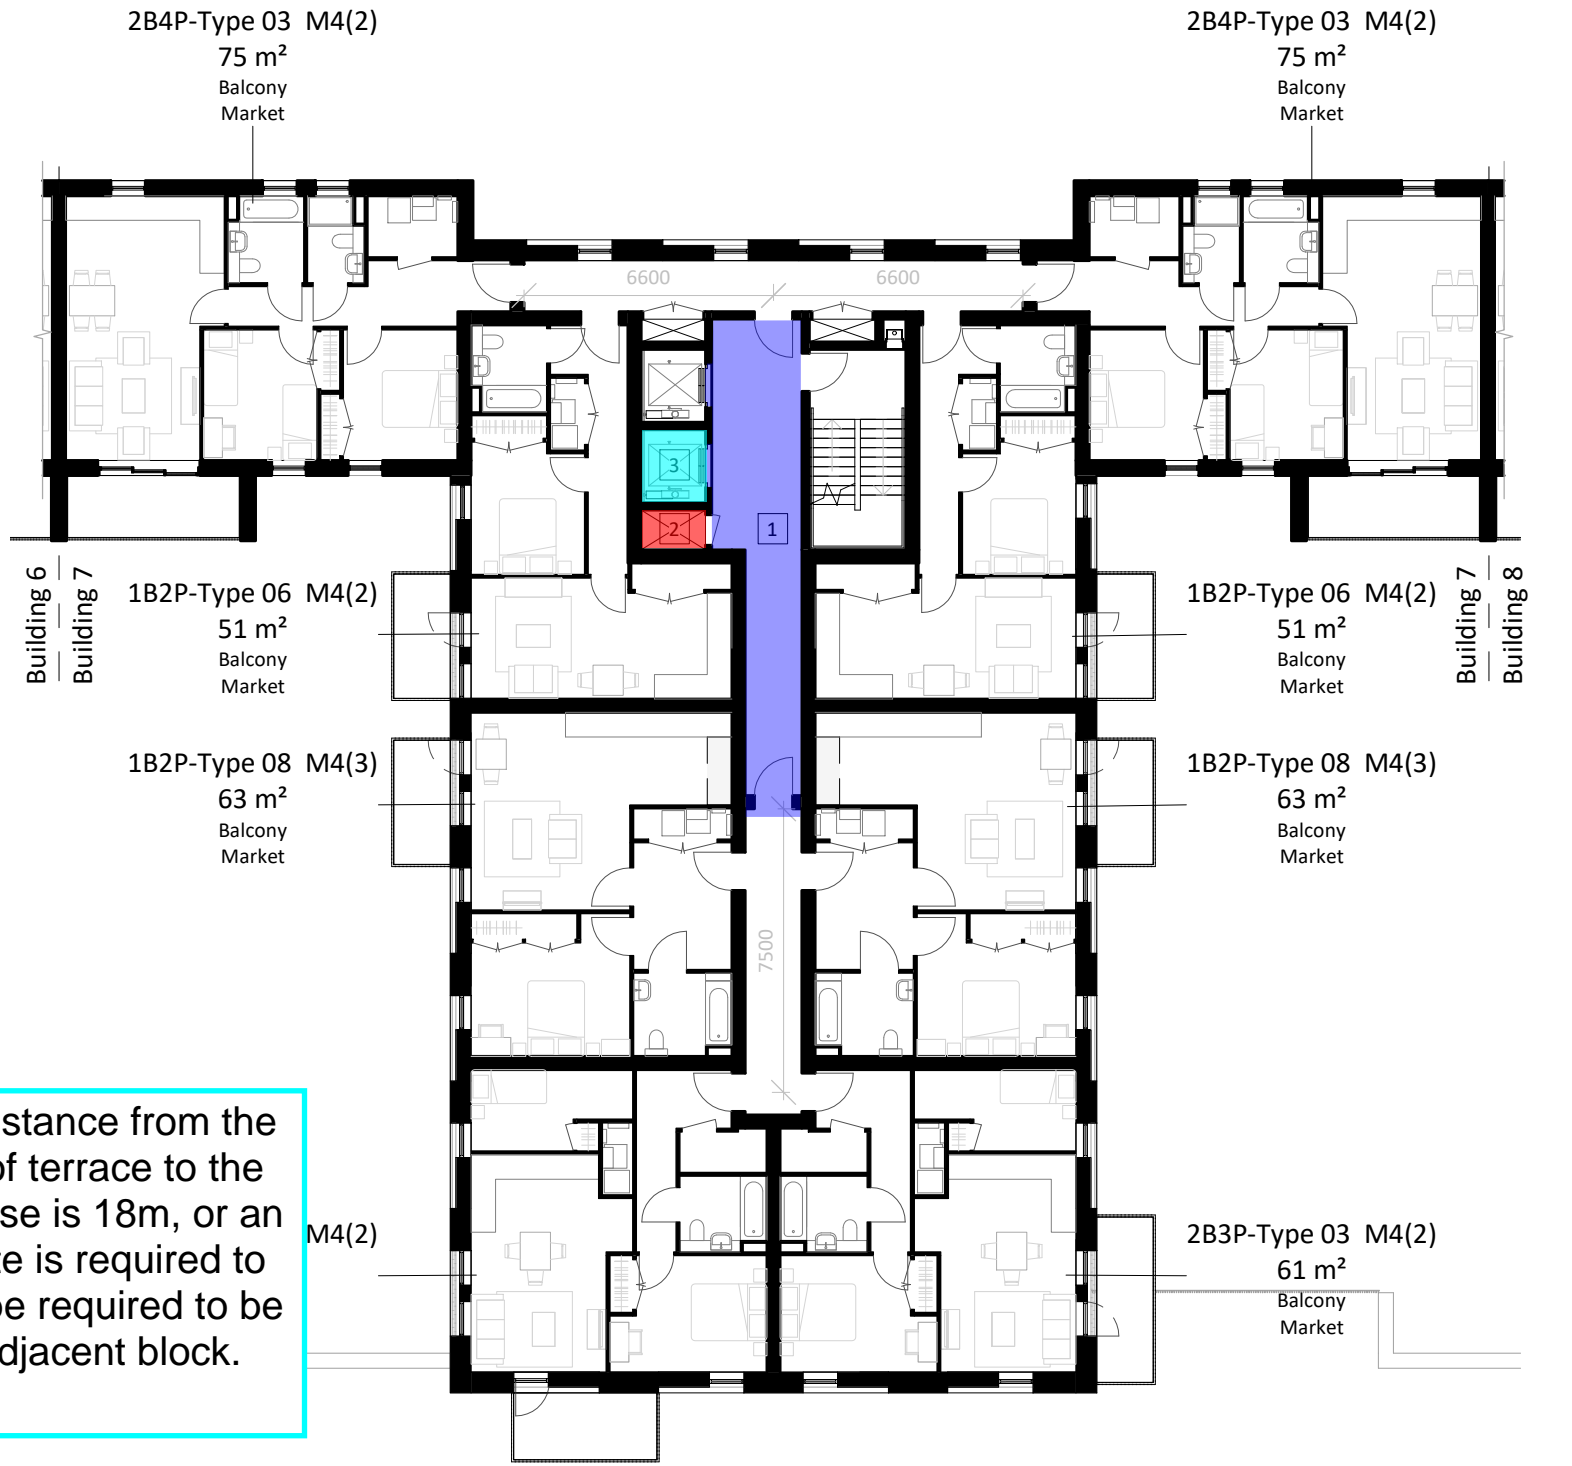 2B4P-Type 03 M4(2)
75 m²
Balcony
Market
2B4P-Type 03 M4(2)
75 m²
Balcony
Market
6600
6600
3
2
1
Building 6
Building 7
1B2P-Type 06 M4(2)
51 m²
Balcony
Market
1B2P-Type 06 M4(2)
51 m²
Balcony
Market
Building 7
Building 8
1B2P-Type 08 M4(3)
63 m²
Balcony
Market
1B2P-Type 08 M4(3)
63 m²
Balcony
Market
7500
stance from the
of terrace to the
se is 18m, or an
te is required to
be required to be
djacent block.
M4(2)
2B3P-Type 03 M4(2)
61 m²
Balcony
Market